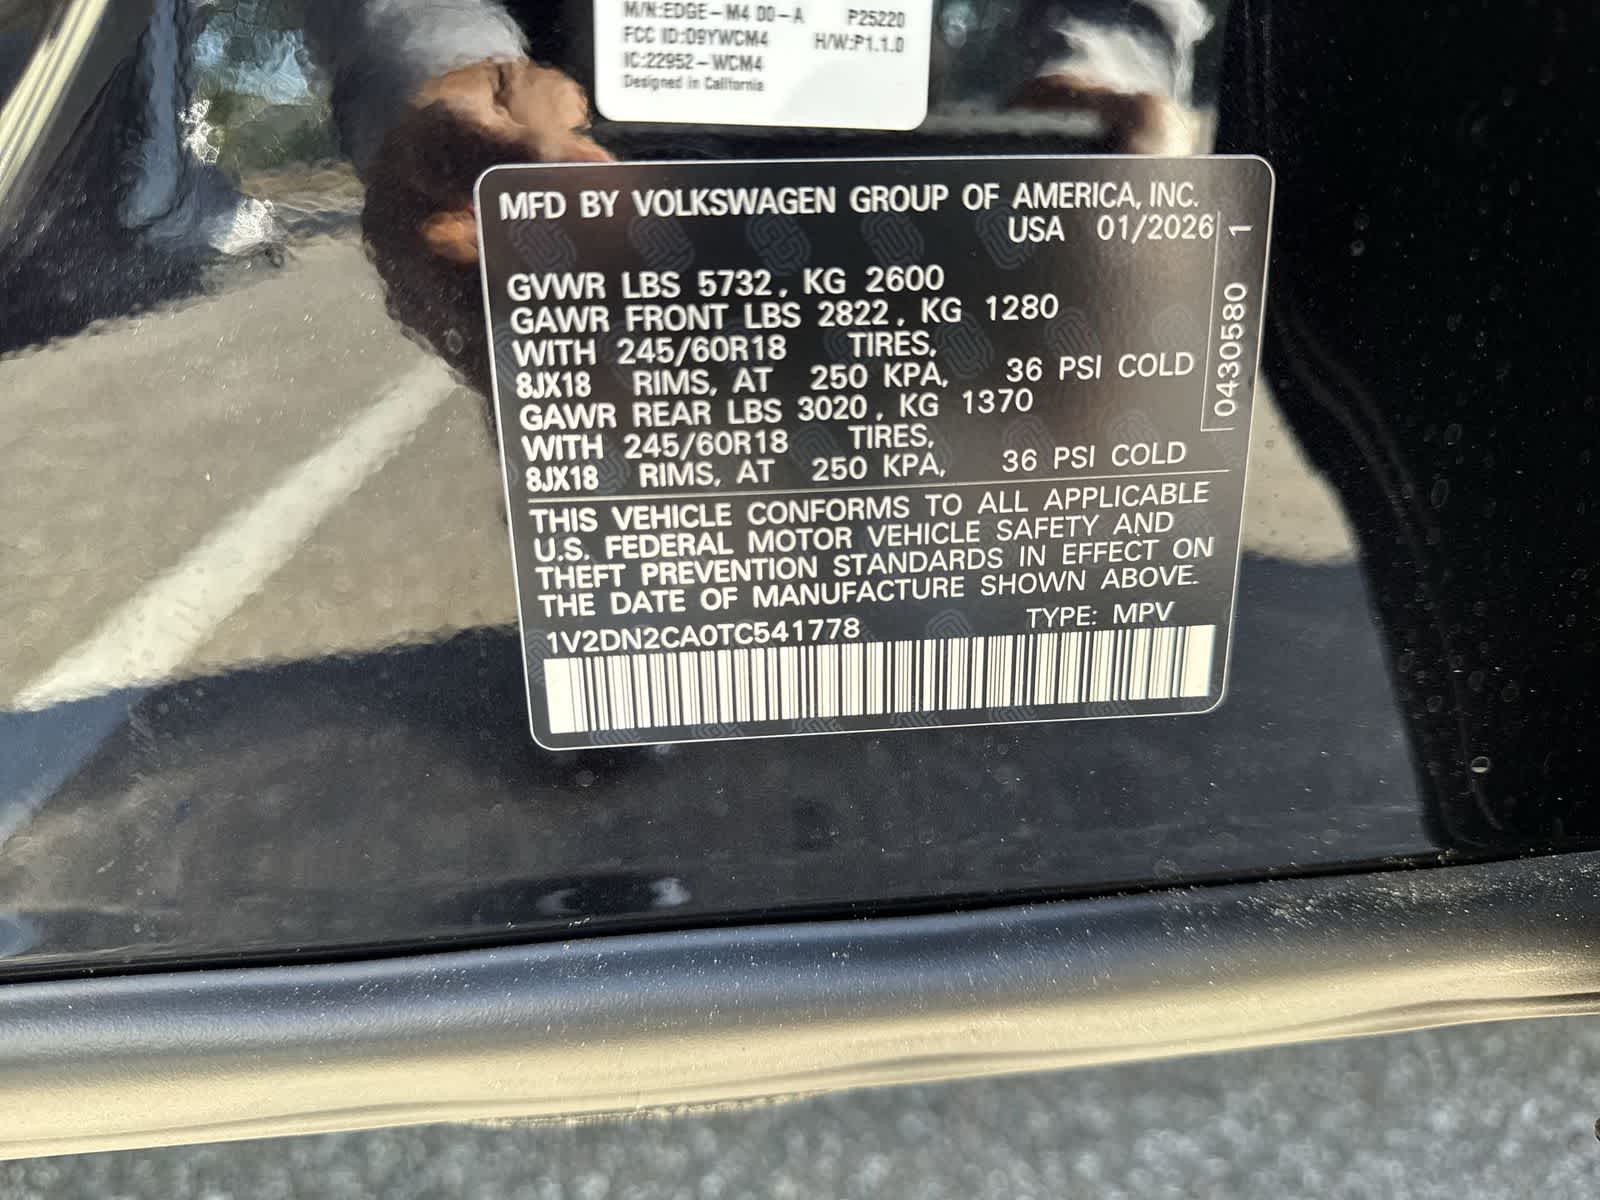 M/N:EDGE-M4 00-A P25220
FCC ID:O9YWCM4 H/W:P1.1.0
IC:22952-WCM4
Designed in California
MFD BY VOLKSWAGEN GROUP OF AMERICA, INC.
USA 01/2026
GVWR LBS 5732, KG 2600
GAWR FRONT LBS 2822, KG 1280
WITH 245/60R18 TIRES,
8JX18 RIMS, AT 250 KPA, 36 PSI COLD
GAWR REAR LBS 3020, KG 1370
WITH 245/60R18 TIRES,
8JX18 RIMS, AT 250 KPA, 36 PSI COLD
THIS VEHICLE CONFORMS TO ALL APPLICABLE
U.S. FEDERAL MOTOR VEHICLE SAFETY AND
THEFT PREVENTION STANDARDS IN EFFECT ON
THE DATE OF MANUFACTURE SHOWN ABOVE.
1V2DN2CA0TC541778 TYPE: MPV
0430580 1